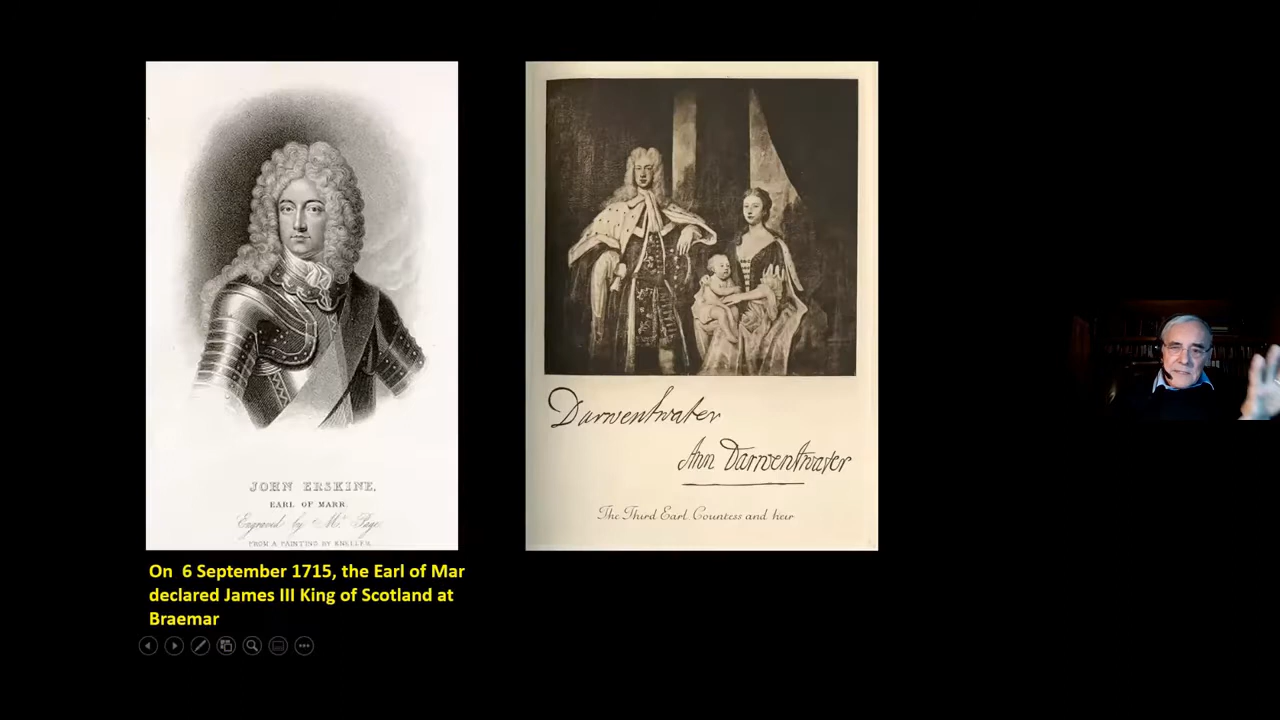 JOHN ERSKINE,
EARL OF MARR.
Engraved by Mr. Page
FROM A PAINTING BY KNELLER.
On 6 September 1715, the Earl of Mar
declared James III King of Scotland at
Braemar
Darwentwater
Ann Darwentwater
The Third Earl, Countess and heir